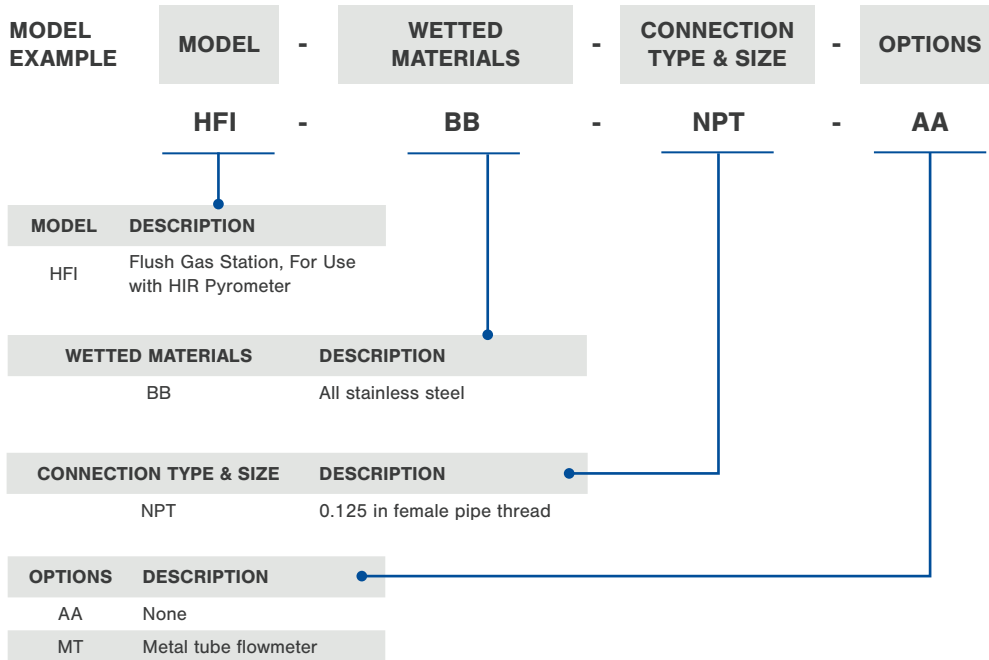 MODEL EXAMPLE MODEL - WETTED MATERIALS - CONNECTION TYPE & SIZE - OPTIONS
HFI - BB - NPT - AA
MODEL DESCRIPTION
HFI Flush Gas Station, For Use
with HIR Pyrometer
WETTED MATERIALS DESCRIPTION
BB All stainless steel
CONNECTION TYPE & SIZE DESCRIPTION
NPT 0.125 in female pipe thread
OPTIONS DESCRIPTION
AA None
MT Metal tube flowmeter